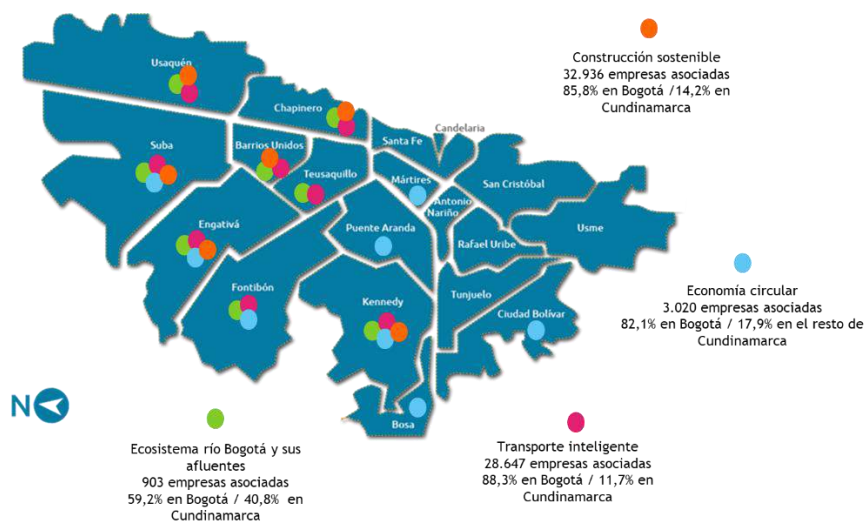 Usaquén
Chapinero
Suba
Barrios Unidos
Santa Fe
Candelaria
Teusaquillo
Mártires
San Cristóbal
Antonio
Nariño
Engativá
Puente Aranda
Rafael Uribe
Usme
Fontibón
Kennedy
Tunjuelo
Ciudad Bolívar
Bosa
N
Construcción sostenible
32.936 empresas asociadas
85,8% en Bogotá /14,2% en
Cundinamarca
Economía circular
3.020 empresas asociadas
82,1% en Bogotá / 17,9% en el resto de
Cundinamarca
Ecosistema río Bogotá y sus
afluentes
903 empresas asociadas
59,2% en Bogotá / 40,8% en
Cundinamarca
Transporte inteligente
28.647 empresas asociadas
88,3% en Bogotá / 11,7% en
Cundinamarca